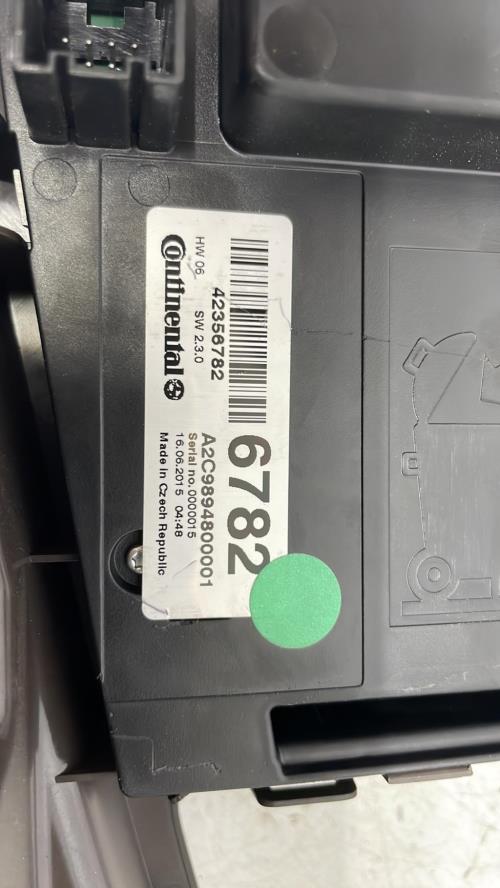 6782
42356782
HW 06 SW 2.3.0
Continental
A2C9894800001
Serial no.0000015
16.06.2015 04:48
Made in Czech Republic